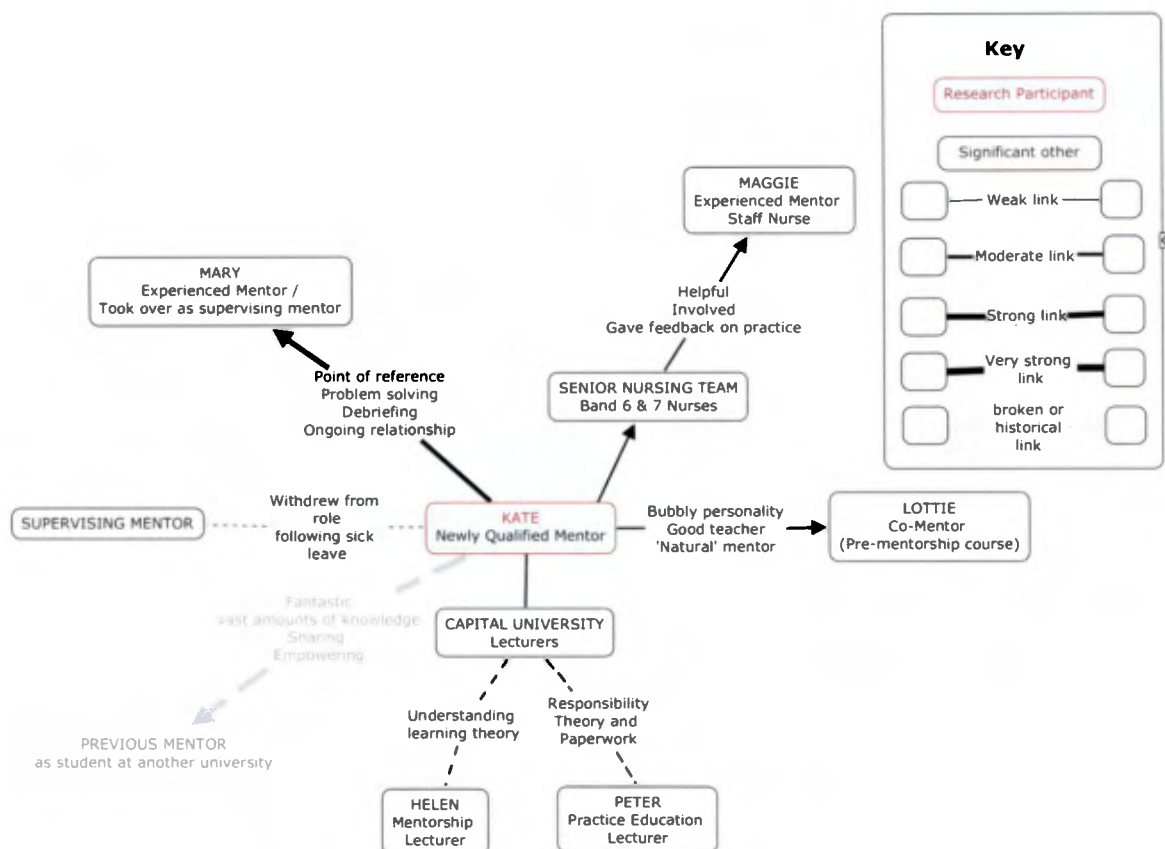 Key
Research Participant
Significant other
Weak link
Moderate link
Strong link
Very strong
link
broken or
historical
link
MAGGIE
Experienced Mentor
Staff Nurse
MARY
Experienced Mentor /
Took over as supervising mentor
Helpful
Involved
Gave feedback on practice
Point of reference
Problem solving
Debriefing
Ongoing relationship
SENIOR NURSING TEAM
Band 6 & 7 Nurses
SUPERVISING MENTOR
Withdrew from
role
following sick
leave
KATE
Newly Qualified Mentor
Bubbly personality
Good teacher
'Natural' mentor
LOTTIE
Co-Mentor
(Pre-mentorship course)
Fantastic
vast amounts of knowledge
Sharing
Empowering
CAPITAL UNIVERSITY
Lecturers
PREVIOUS MENTOR
as student at another university
Understanding
learning theory
Responsibility
Theory and
Paperwork
HELEN
Mentorship
Lecturer
PETER
Practice Education
Lecturer